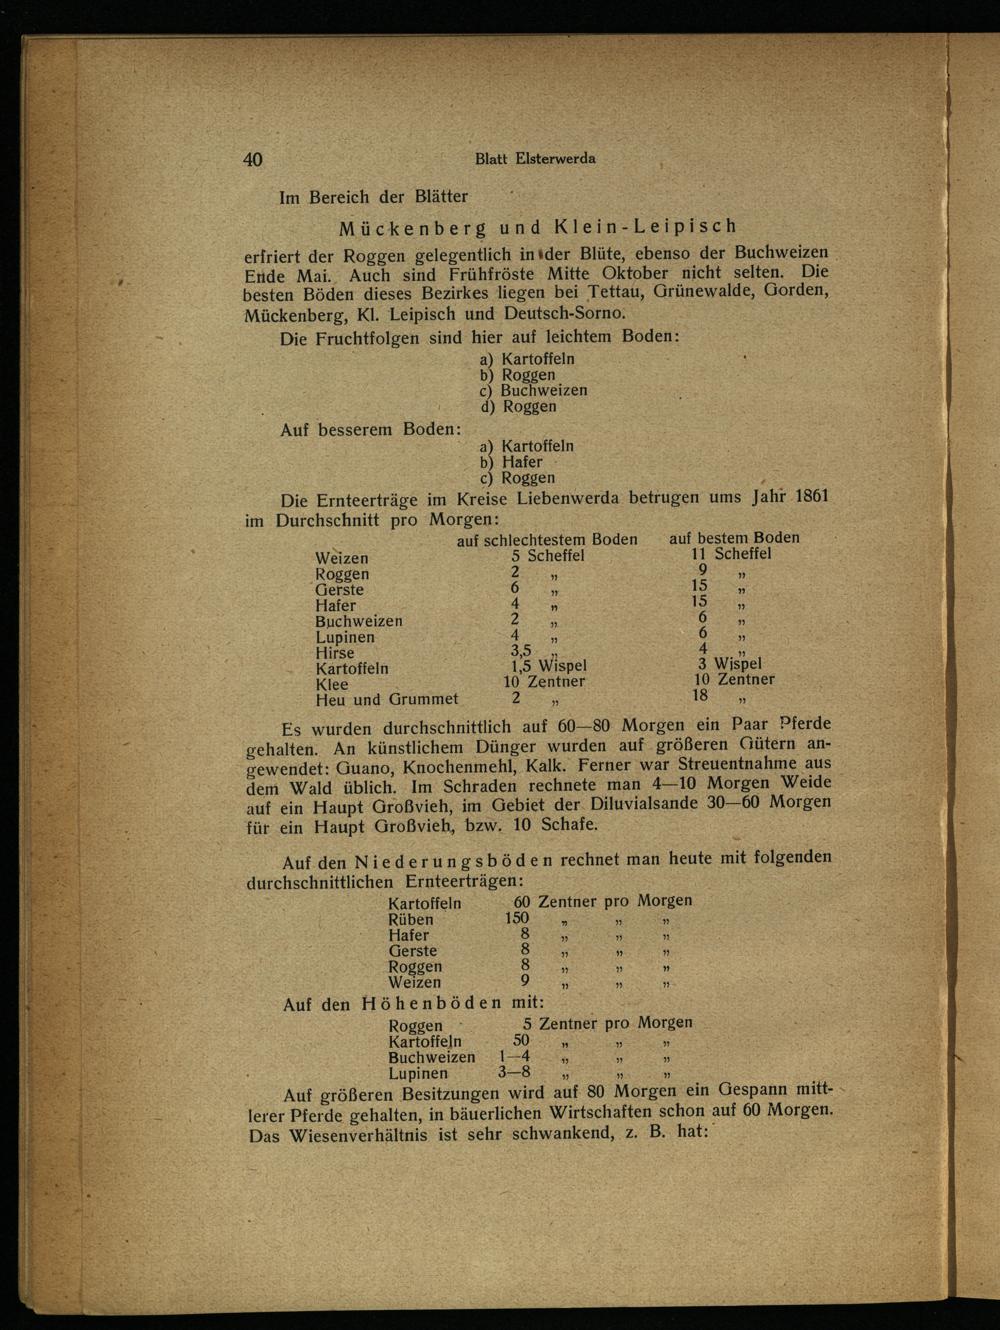 40 Blatt Elsterwerda
Im Bereich der Blätter
Mückenberg und Klein-Leipisch
erfriert der Roggen gelegentlich in der Blüte, ebenso der Buchweizen
Ende Mai. Auch sind Frühfröste Mitte Oktober nicht selten. Die
besten Böden dieses Bezirkes liegen bei Tettau, Grünewalde, Gorden,
Mückenberg, Kl. Leipisch und Deutsch-Sorno.
Die Fruchtfolgen sind hier auf leichtem Boden:
a) Kartoffeln
b) Roggen
c) Buchweizen
d) Roggen
Auf besserem Boden:
a) Kartoffeln
b) Hafer
c) Roggen
Die Ernteerträge im Kreise Liebenwerda betrugen ums Jahr 1861
im Durchschnitt pro Morgen:
auf schlechtestem Boden auf bestem Boden
Weizen 5 Scheffel 11 Scheffel
Roggen 2 „ 9 „
Gerste 6 „ 15 „
Hafer 4 „ 15 „
Buchweizen 2 „ 6 „
Lupinen 4 „ 6 „
Hirse 3,5 „ 4 „
Kartoffeln 1,5 Wispel 3 Wispel
Klee 10 Zentner 10 Zentner
Heu und Grummet 2 „ 18 „
Es wurden durchschnittlich auf 60—80 Morgen ein Paar Pferde
gehalten. An künstlichem Dünger wurden auf größeren Gütern an-
gewendet: Guano, Knochenmehl, Kalk. Ferner war Streuentnahme aus
dem Wald üblich. Im Schraden rechnete man 4—10 Morgen Weide
auf ein Haupt Großvieh, im Gebiet der Diluvialsande 30—60 Morgen
für ein Haupt Großvieh, bzw. 10 Schafe.
Auf den Niederungsböden rechnet man heute mit folgenden
durchschnittlichen Ernteerträgen:
Kartoffeln 60 Zentner pro Morgen
Rüben 150 „ „ „
Hafer 8 „ „ „
Gerste 8 „ „ „
Roggen 8 „ „ „
Weizen 9 „ „ „
Auf den Höhenböden mit:
Roggen 5 Zentner pro Morgen
Kartoffeln 50 „ „ „
Buchweizen 1—4 „ „ „
Lupinen 3—8 „ „ „
Auf größeren Besitzungen wird auf 80 Morgen ein Gespann mitt-
lerer Pferde gehalten, in bäuerlichen Wirtschaften schon auf 60 Morgen.
Das Wiesenverhältnis ist sehr schwankend, z. B. hat: